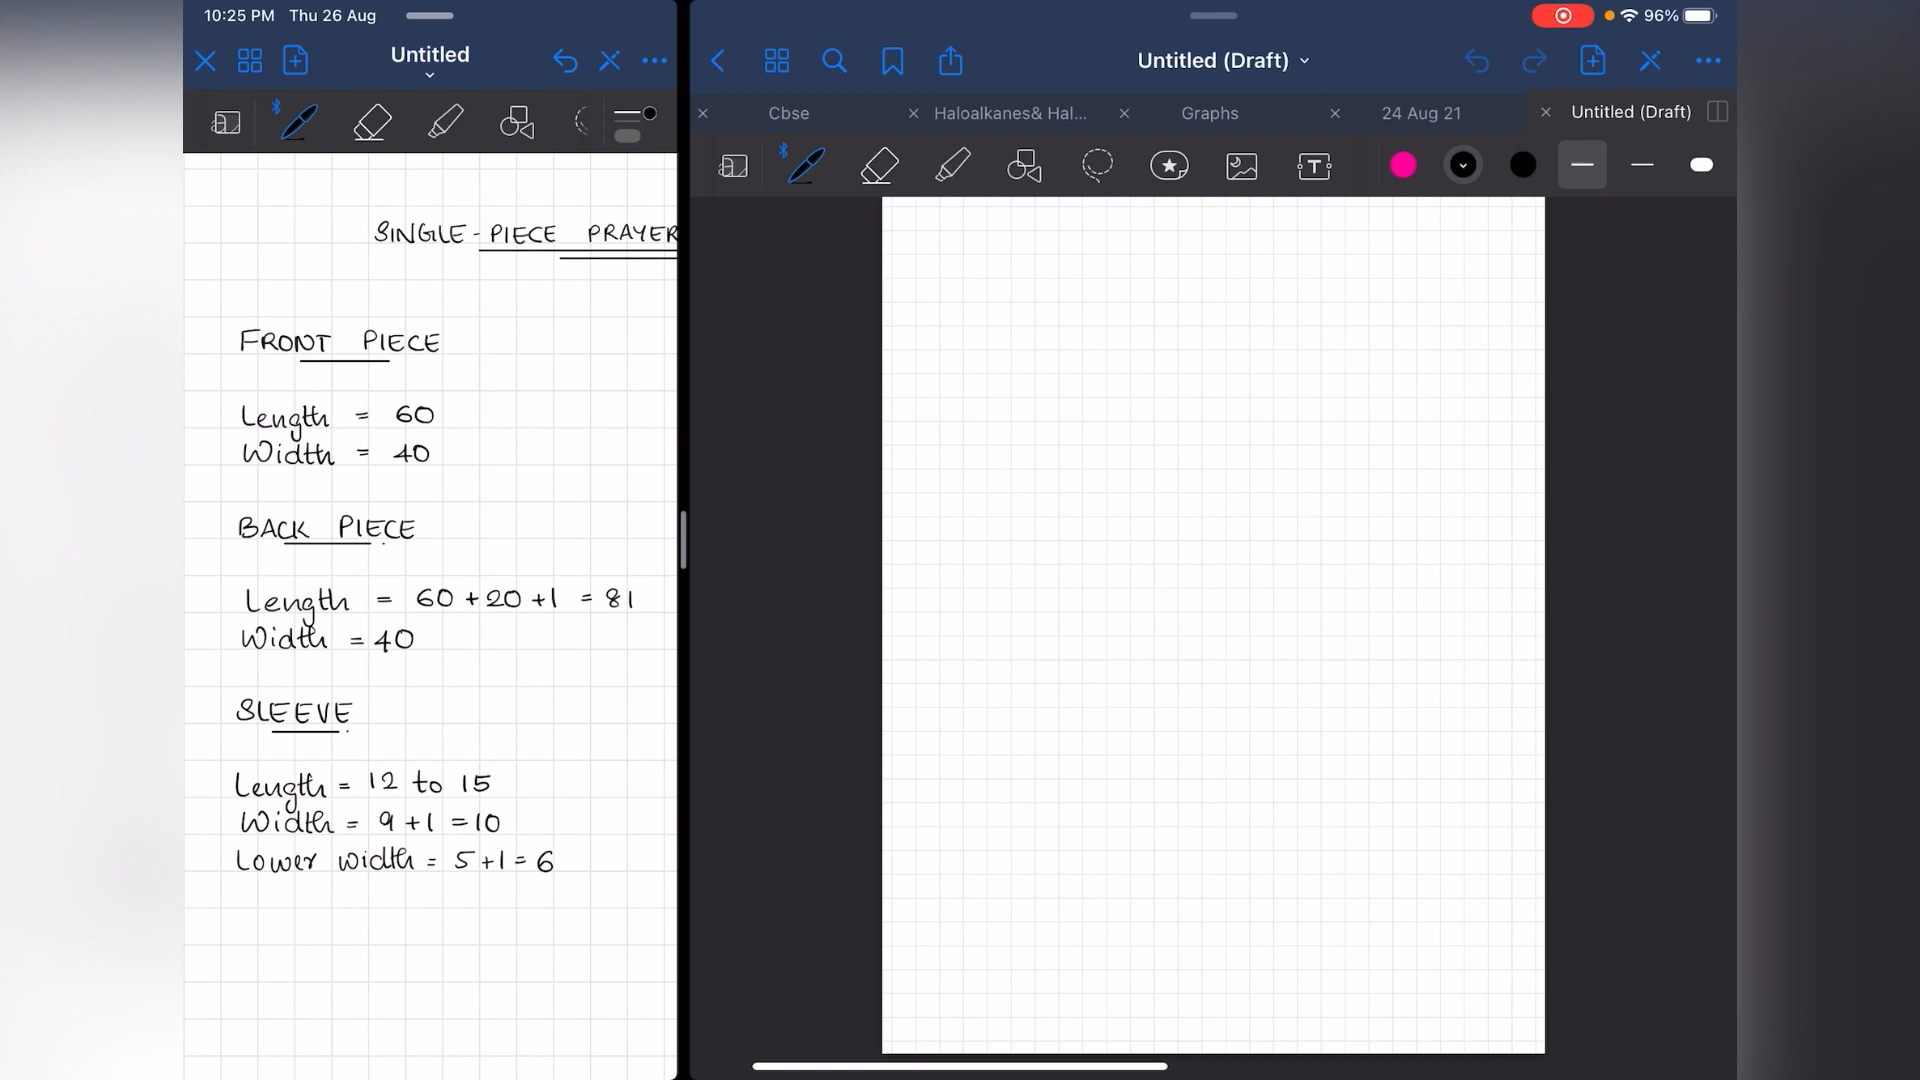 10:25 PM Thu 26 Aug
96%
Untitled
Untitled (Draft)
Cbse
Haloalkanes& Hal...
Graphs
24 Aug 21
Untitled (Draft)
T
SINGLE-PIECE PRAYER
FRONT PIECE
Length = 60
Width = 40
BACK PIECE
Length = 60+20+1 = 81
Width = 40
SLEEVE
Length = 12 to 15
Width = 9+1 =10
Lower width = 5+1=6